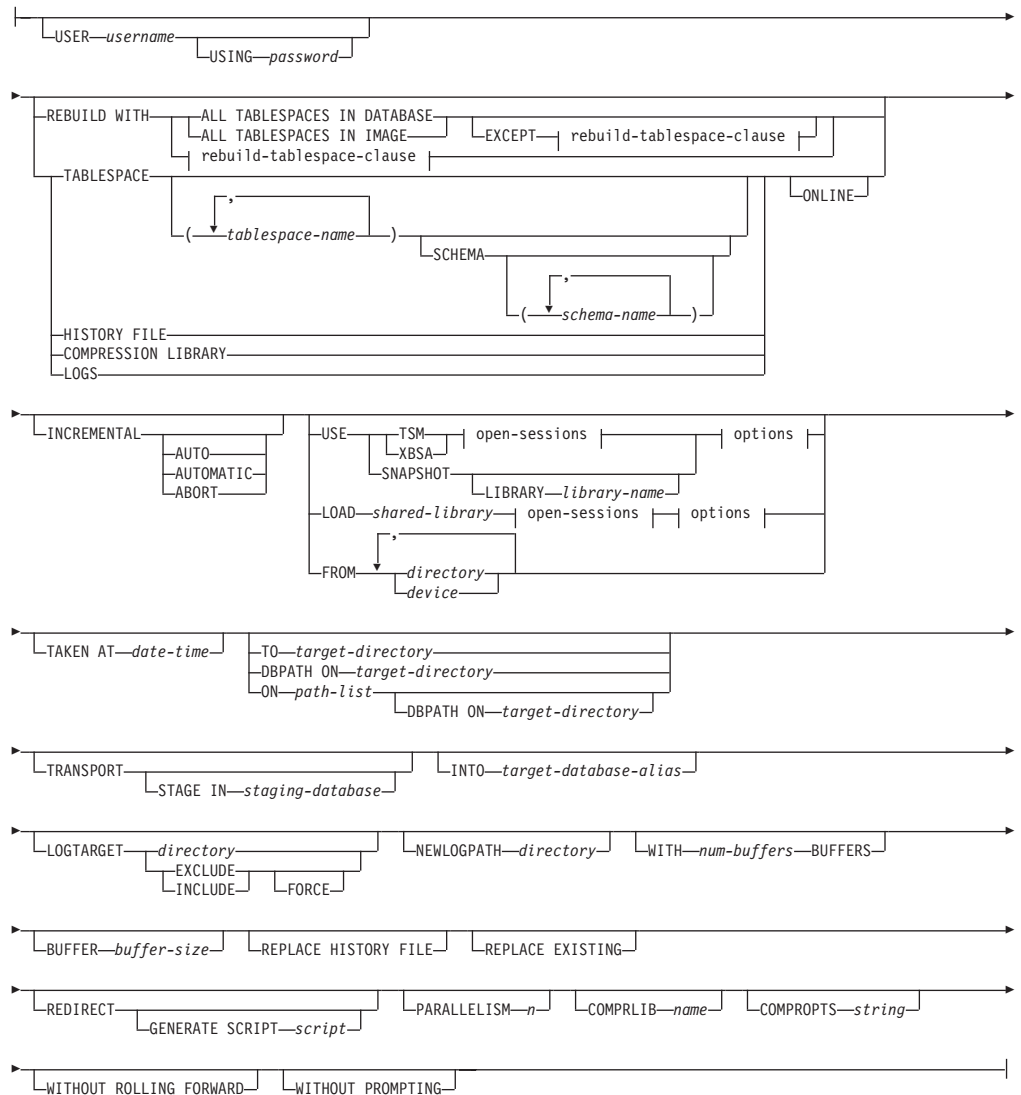 USER username
USING password
REBUILD WITH ALL TABLESPACES IN DATABASE
ALL TABLESPACES IN IMAGE EXCEPT rebuild-tablespace-clause
rebuild-tablespace-clause
TABLESPACE
ONLINE
,
( tablespace-name )
SCHEMA
,
( schema-name )
HISTORY FILE
COMPRESSION LIBRARY
LOGS
INCREMENTAL USE TSM open-sessions options
AUTO XBSA
AUTOMATIC SNAPSHOT
ABORT LIBRARY library-name
LOAD shared-library open-sessions options
,
FROM directory
device
TAKEN AT date-time TO target-directory
DBPATH ON target-directory
ON path-list
DBPATH ON target-directory
TRANSPORT INTO target-database-alias
STAGE IN staging-database
LOGTARGET directory NEWLOGPATH directory WITH num-buffers BUFFERS
EXCLUDE
INCLUDE FORCE
BUFFER buffer-size REPLACE HISTORY FILE REPLACE EXISTING
REDIRECT PARALLELISM n COMPRLIB name COMPROPTS string
GENERATE SCRIPT script
WITHOUT ROLLING FORWARD WITHOUT PROMPTING